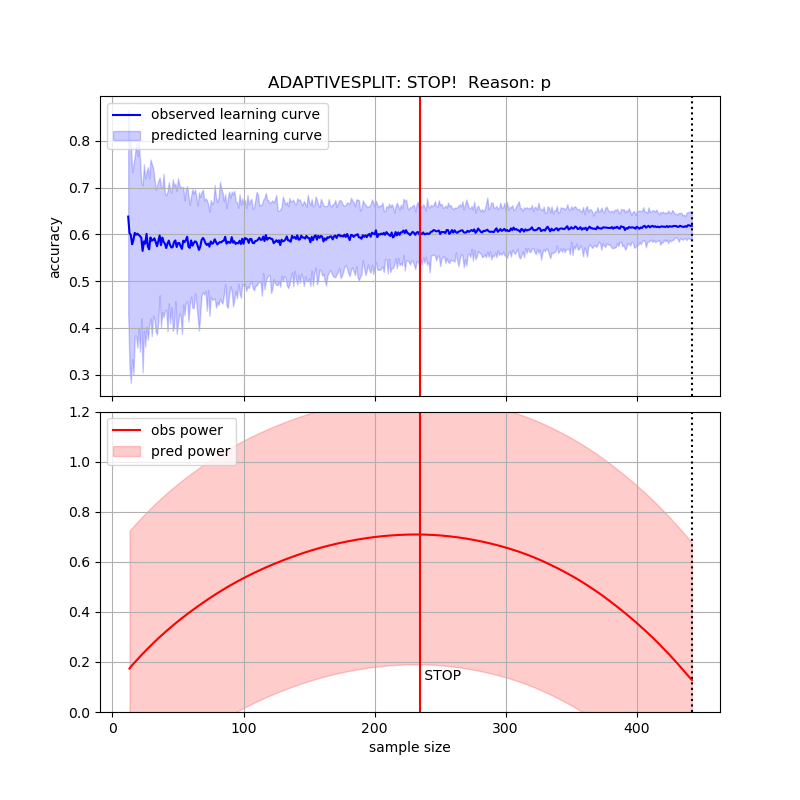 ADAPTIVESPLIT: STOP!  Reason: p
observed learning curve
predicted learning curve
0.8
0.7
0.6
0.5
0.4
0.3
accuracy
1.2
obs power
pred power
1.0
0.8
0.6
0.4
0.2
STOP
0.0
0
100
200
300
400
sample size